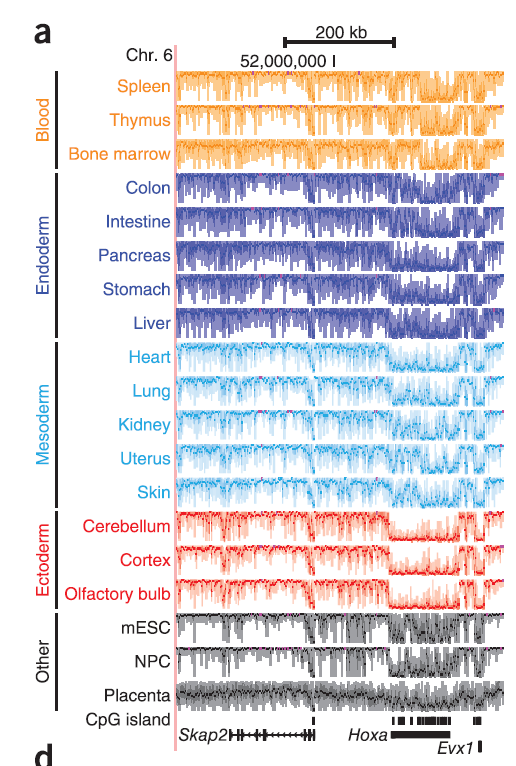 a
200 kb
Chr. 6
52,000,000
Blood
Spleen
Thymus
Bone marrow
Endoderm
Colon
Intestine
Pancreas
Stomach
Liver
Mesoderm
Heart
Lung
Kidney
Uterus
Skin
Ectoderm
Cerebellum
Cortex
Olfactory bulb
Other
mESC
NPC
Placenta
CpG island
Skap2 Hoxa
Evx1
d